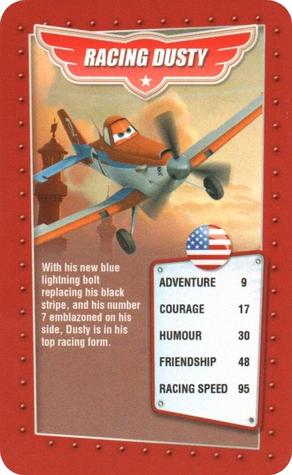 RACING DUSTY
With his new blue
lightning bolt
replacing his black
stripe, and his number
7 emblazoned on his
side, Dusty is in his
top racing form.
ADVENTURE 9
COURAGE 17
HUMOUR 30
FRIENDSHIP 48
RACING SPEED 95